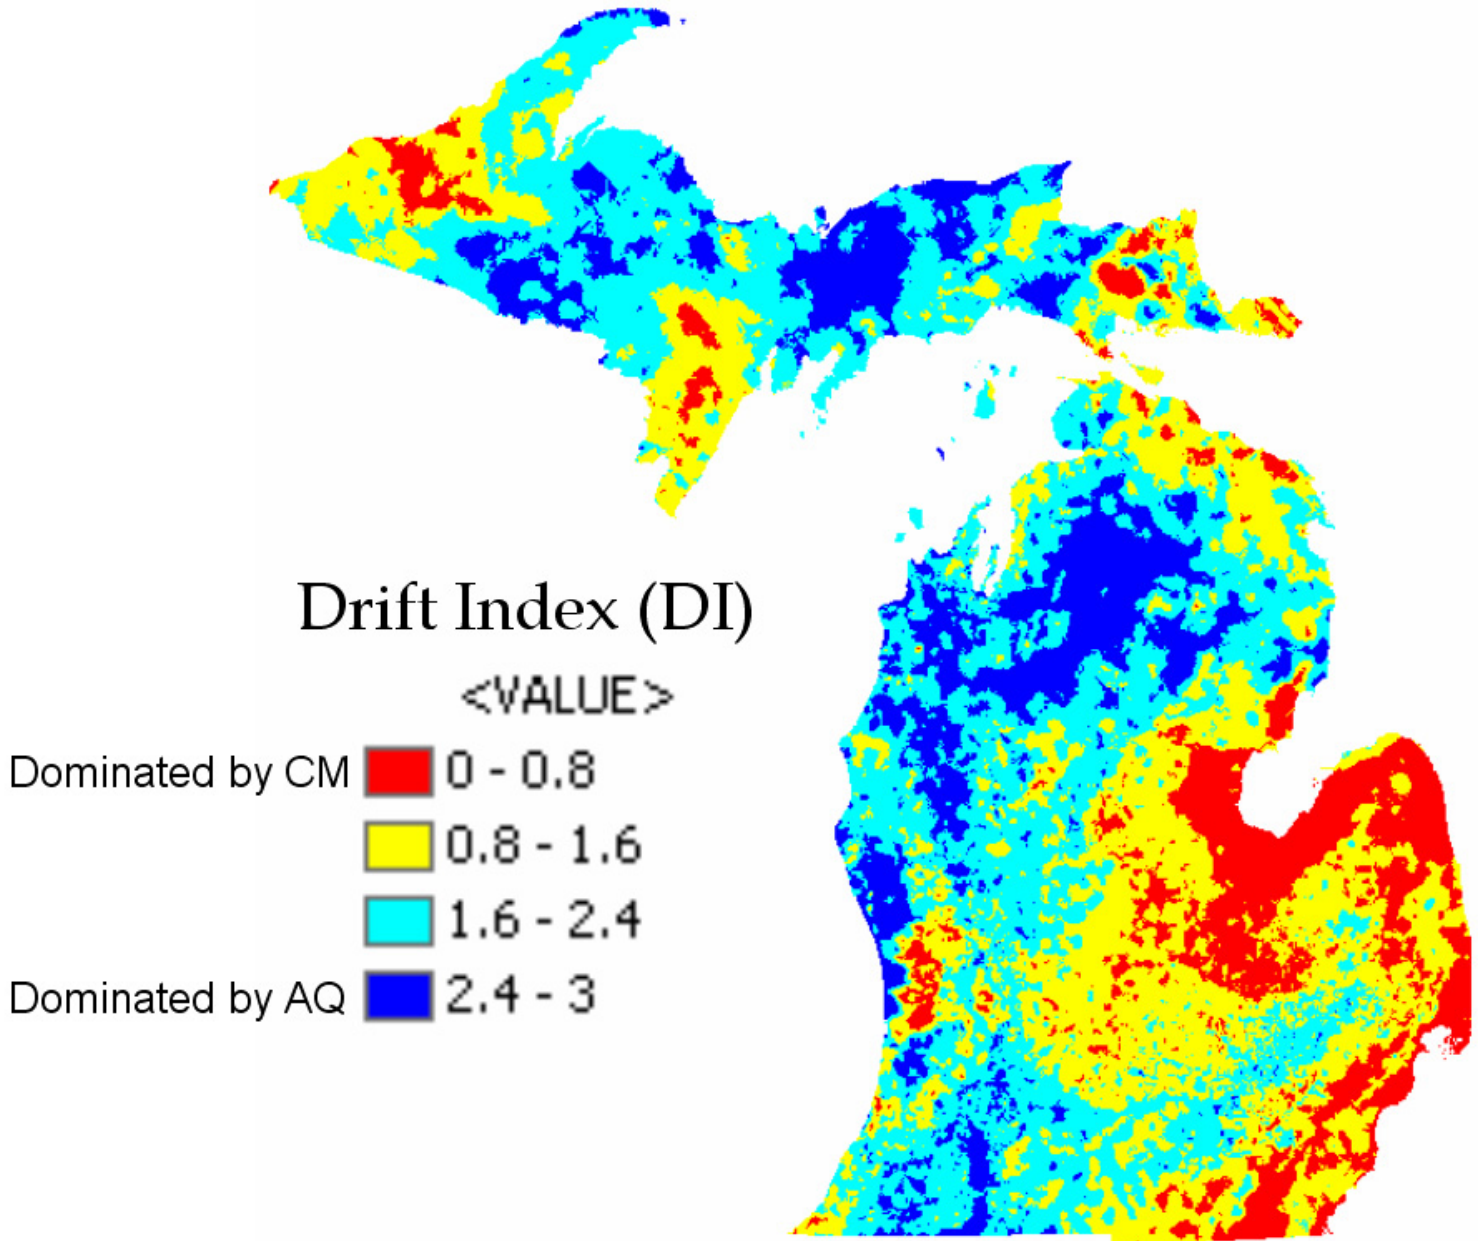 Drift Index (DI)
<VALUE>
Dominated by CM 0 - 0.8
0.8 - 1.6
1.6 - 2.4
Dominated by AQ 2.4 - 3